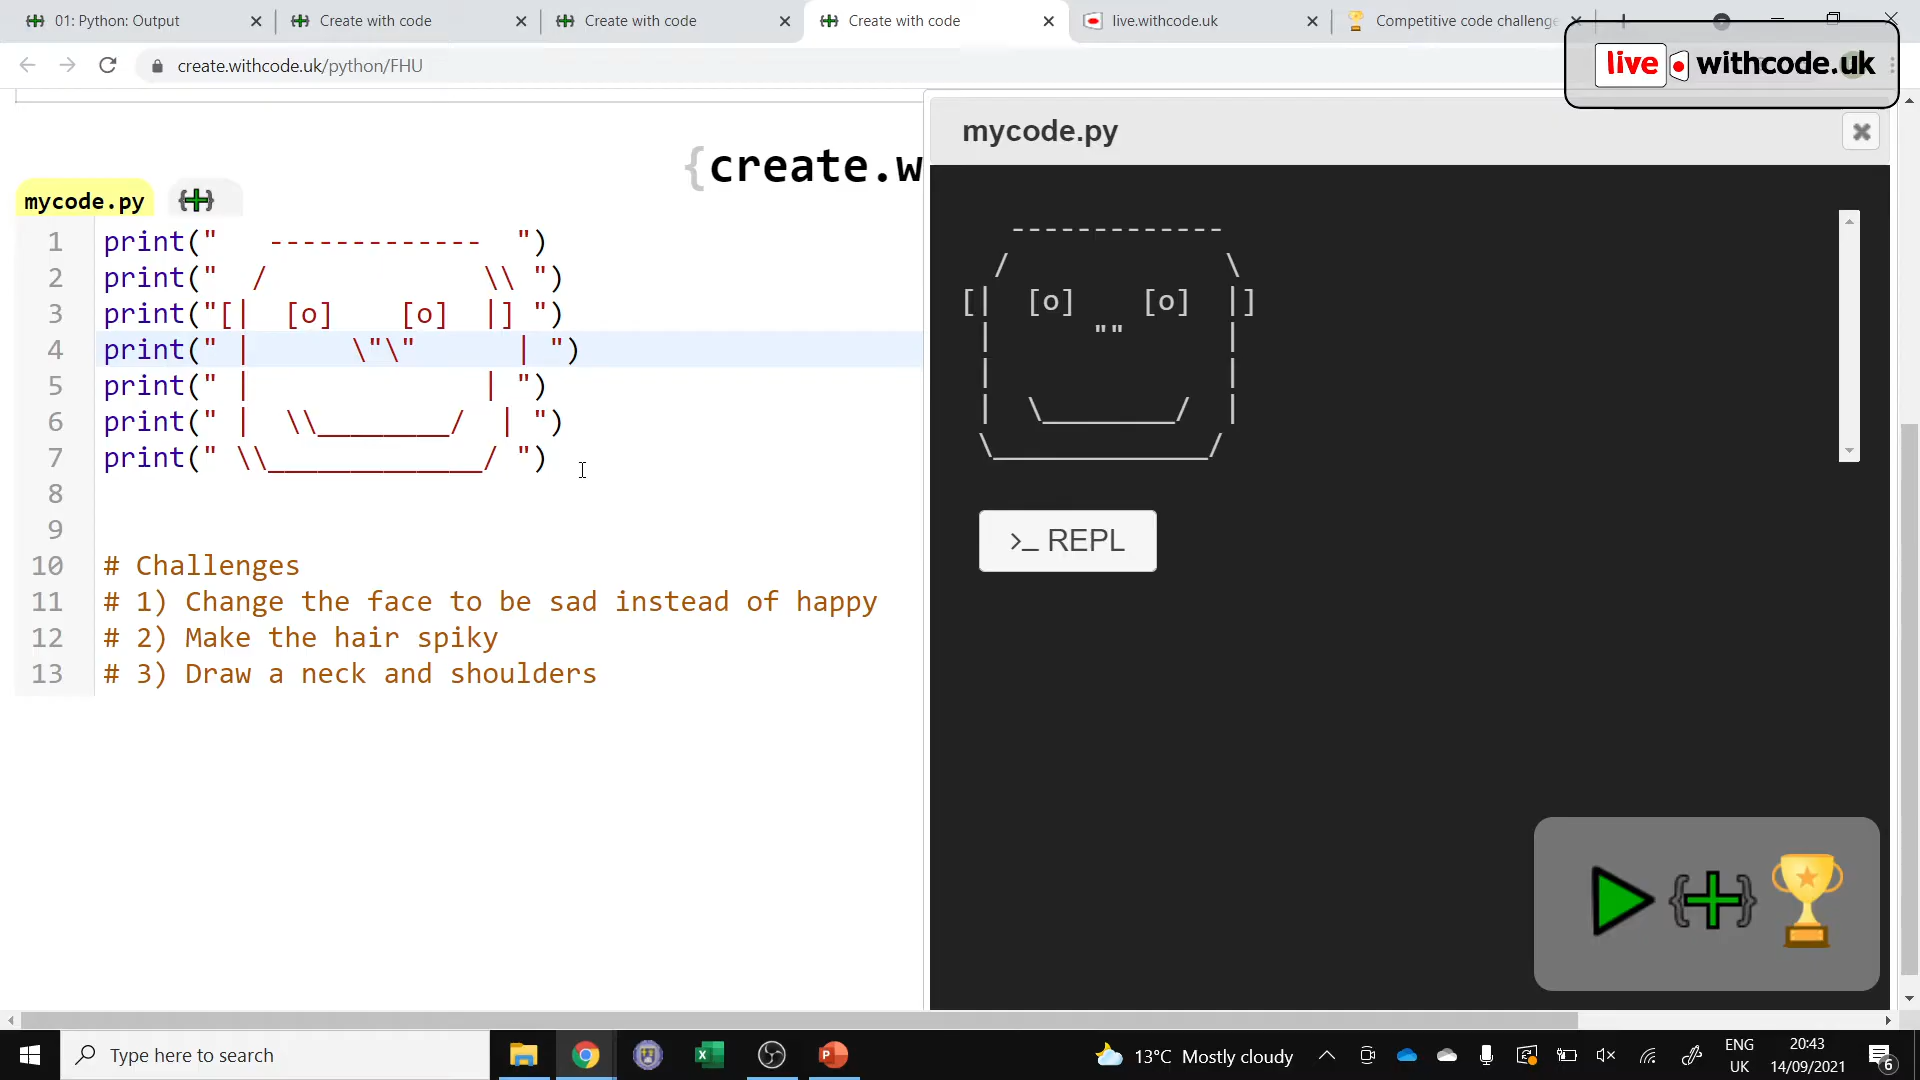 01: Python: Output
Create with code
Create with code
Create with code
live.withcode.uk
Competitive code challenge
create.withcode.uk/python/FHU
live withcode.uk
{create.w
mycode.py
mycode.py
1 print("   -------------  ")
2 print("  /             \\ ")
3 print("[|  [o]    [o]  |] ")
4 print(" |      \"\"      | ")
5 print(" |              | ")
6 print(" |  \\________/  | ")
7 print(" \\_____________/ ")
8
9
10 # Challenges
11 # 1) Change the face to be sad instead of happy
12 # 2) Make the hair spiky
13 # 3) Draw a neck and shoulders
   -------------
  /             \
[|  [o]    [o]  |]
 |      ""      |
 |              |
 |  \________/  |
 \_____________/
>_ REPL
Type here to search
13°C Mostly cloudy
ENG
UK
20:43
14/09/2021
6